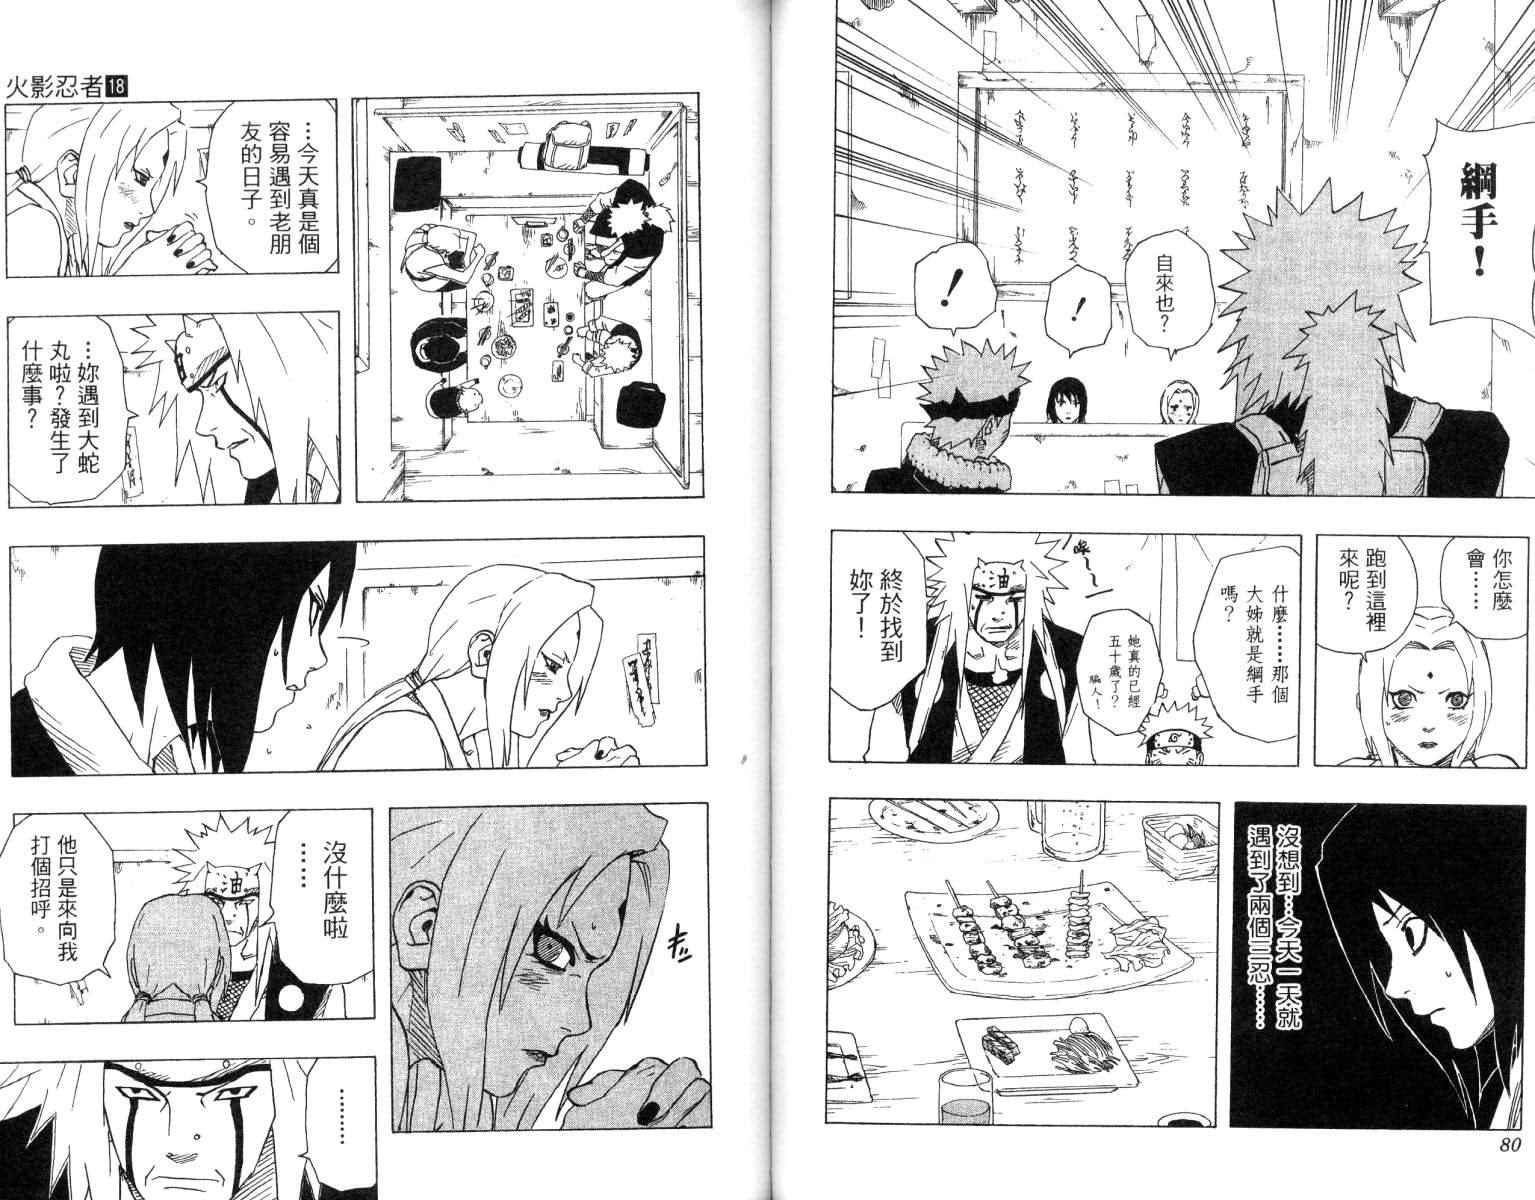 綱手！
自來也？
！
！
你怎麼
會……
跑到這裡
來呢？
什麼……那個
大姊就是綱手
嗎？
她真的已經
五十歲了？
騙人！
唉～～
油
終於找到
妳了！
沒想到…今天一天就
遇到了兩個三忍……
80
火影忍者18
…今天真是個
容易遇到老朋
友的日子。
…妳遇到大蛇
丸啦？發生了
什麼事？
沒什麼啦
……
油
他只是來向我
打個招呼。
………